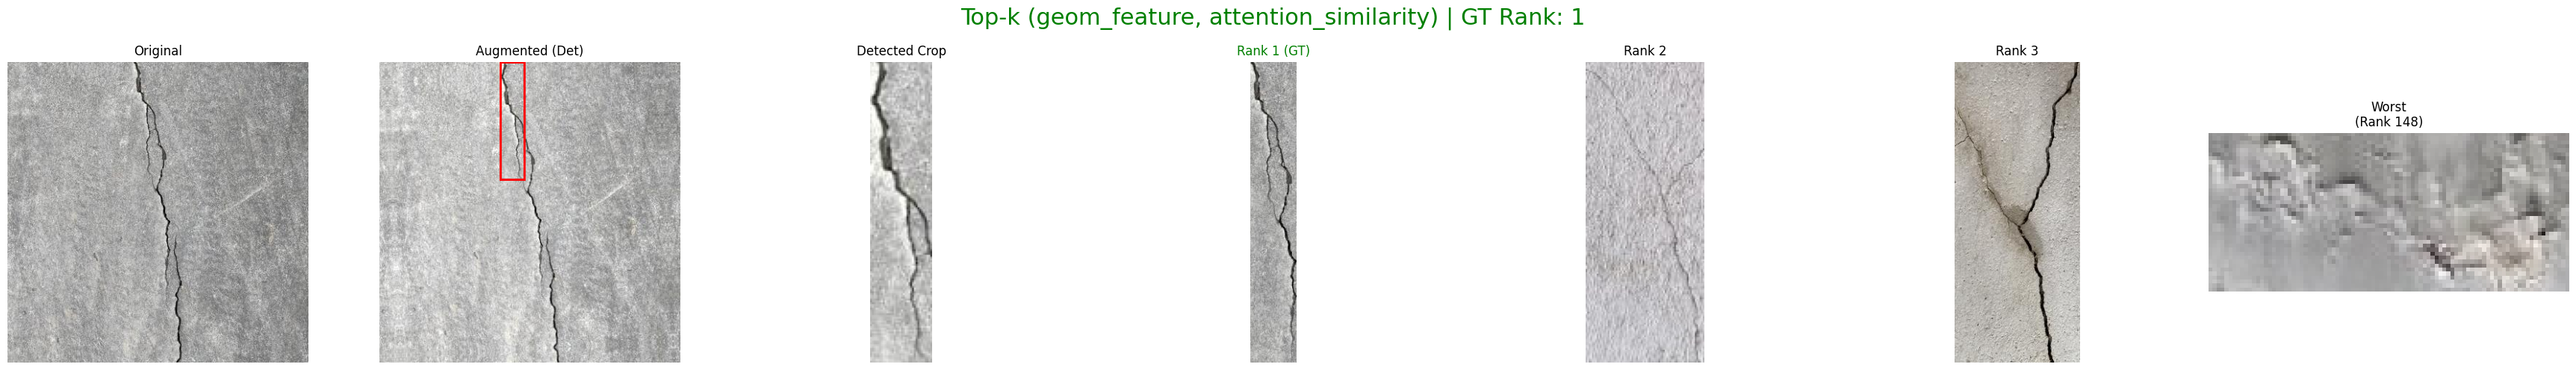 Top-k (geom_feature, attention_similarity) | GT Rank: 1
Original
Augmented (Det)
Detected Crop
Rank 1 (GT)
Rank 2
Rank 3
Worst
(Rank 148)